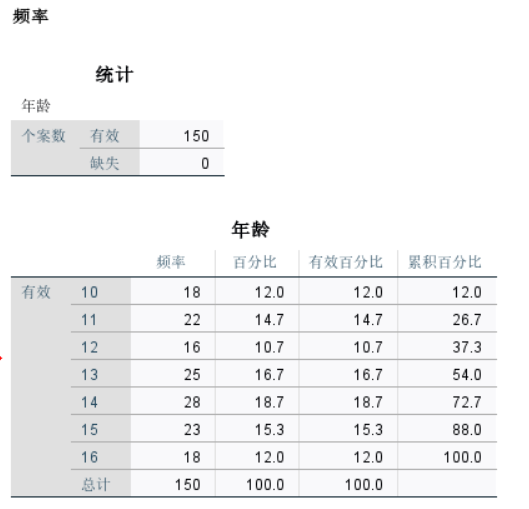 频率
统计
年龄
个案数 有效 150
缺失 0
年龄
频率 百分比 有效百分比 累积百分比
有效 10 18 12.0 12.0 12.0
11 22 14.7 14.7 26.7
12 16 10.7 10.7 37.3
13 25 16.7 16.7 54.0
14 28 18.7 18.7 72.7
15 23 15.3 15.3 88.0
16 18 12.0 12.0 100.0
总计 150 100.0 100.0